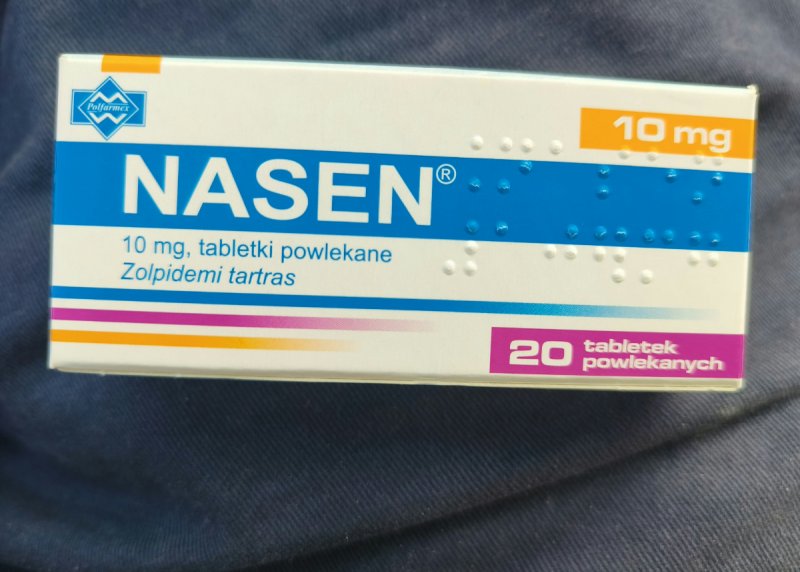 Polfarmex
10 mg
NASEN®
10 mg, tabletki powlekane
Zolpidemi tartras
20 tabletek
powlekanych